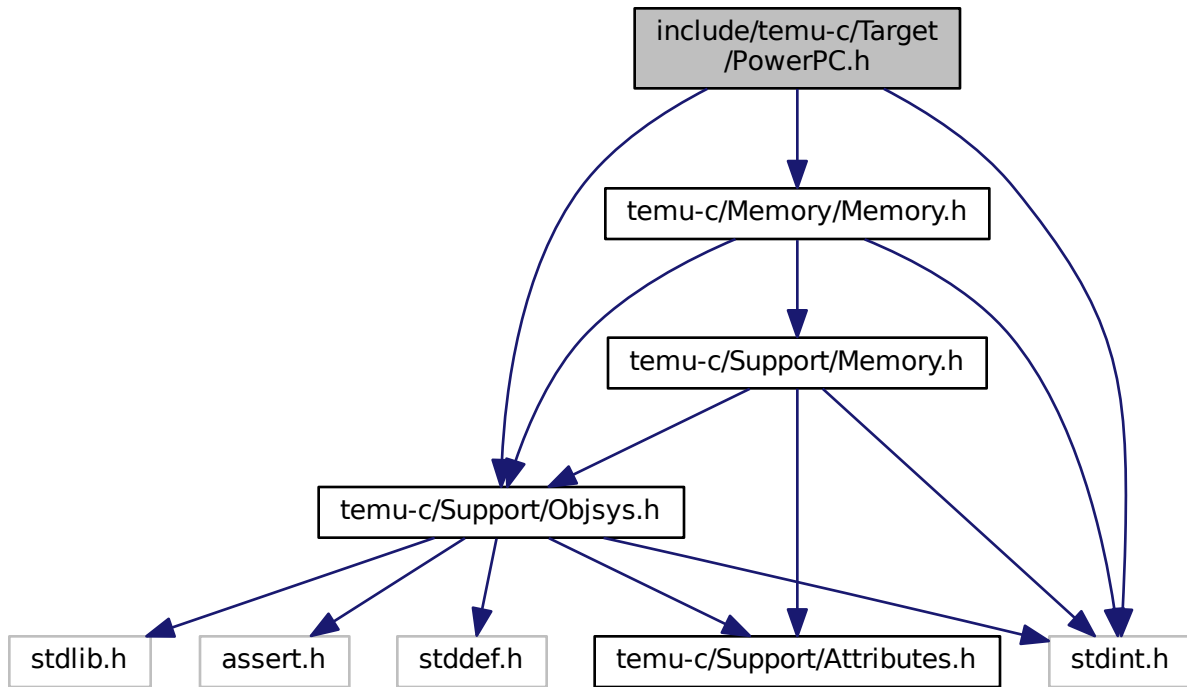 include/temu-c/Target
/PowerPC.h
temu-c/Memory/Memory.h
temu-c/Support/Memory.h
temu-c/Support/Objsys.h
stdlib.h
assert.h
stddef.h
temu-c/Support/Attributes.h
stdint.h